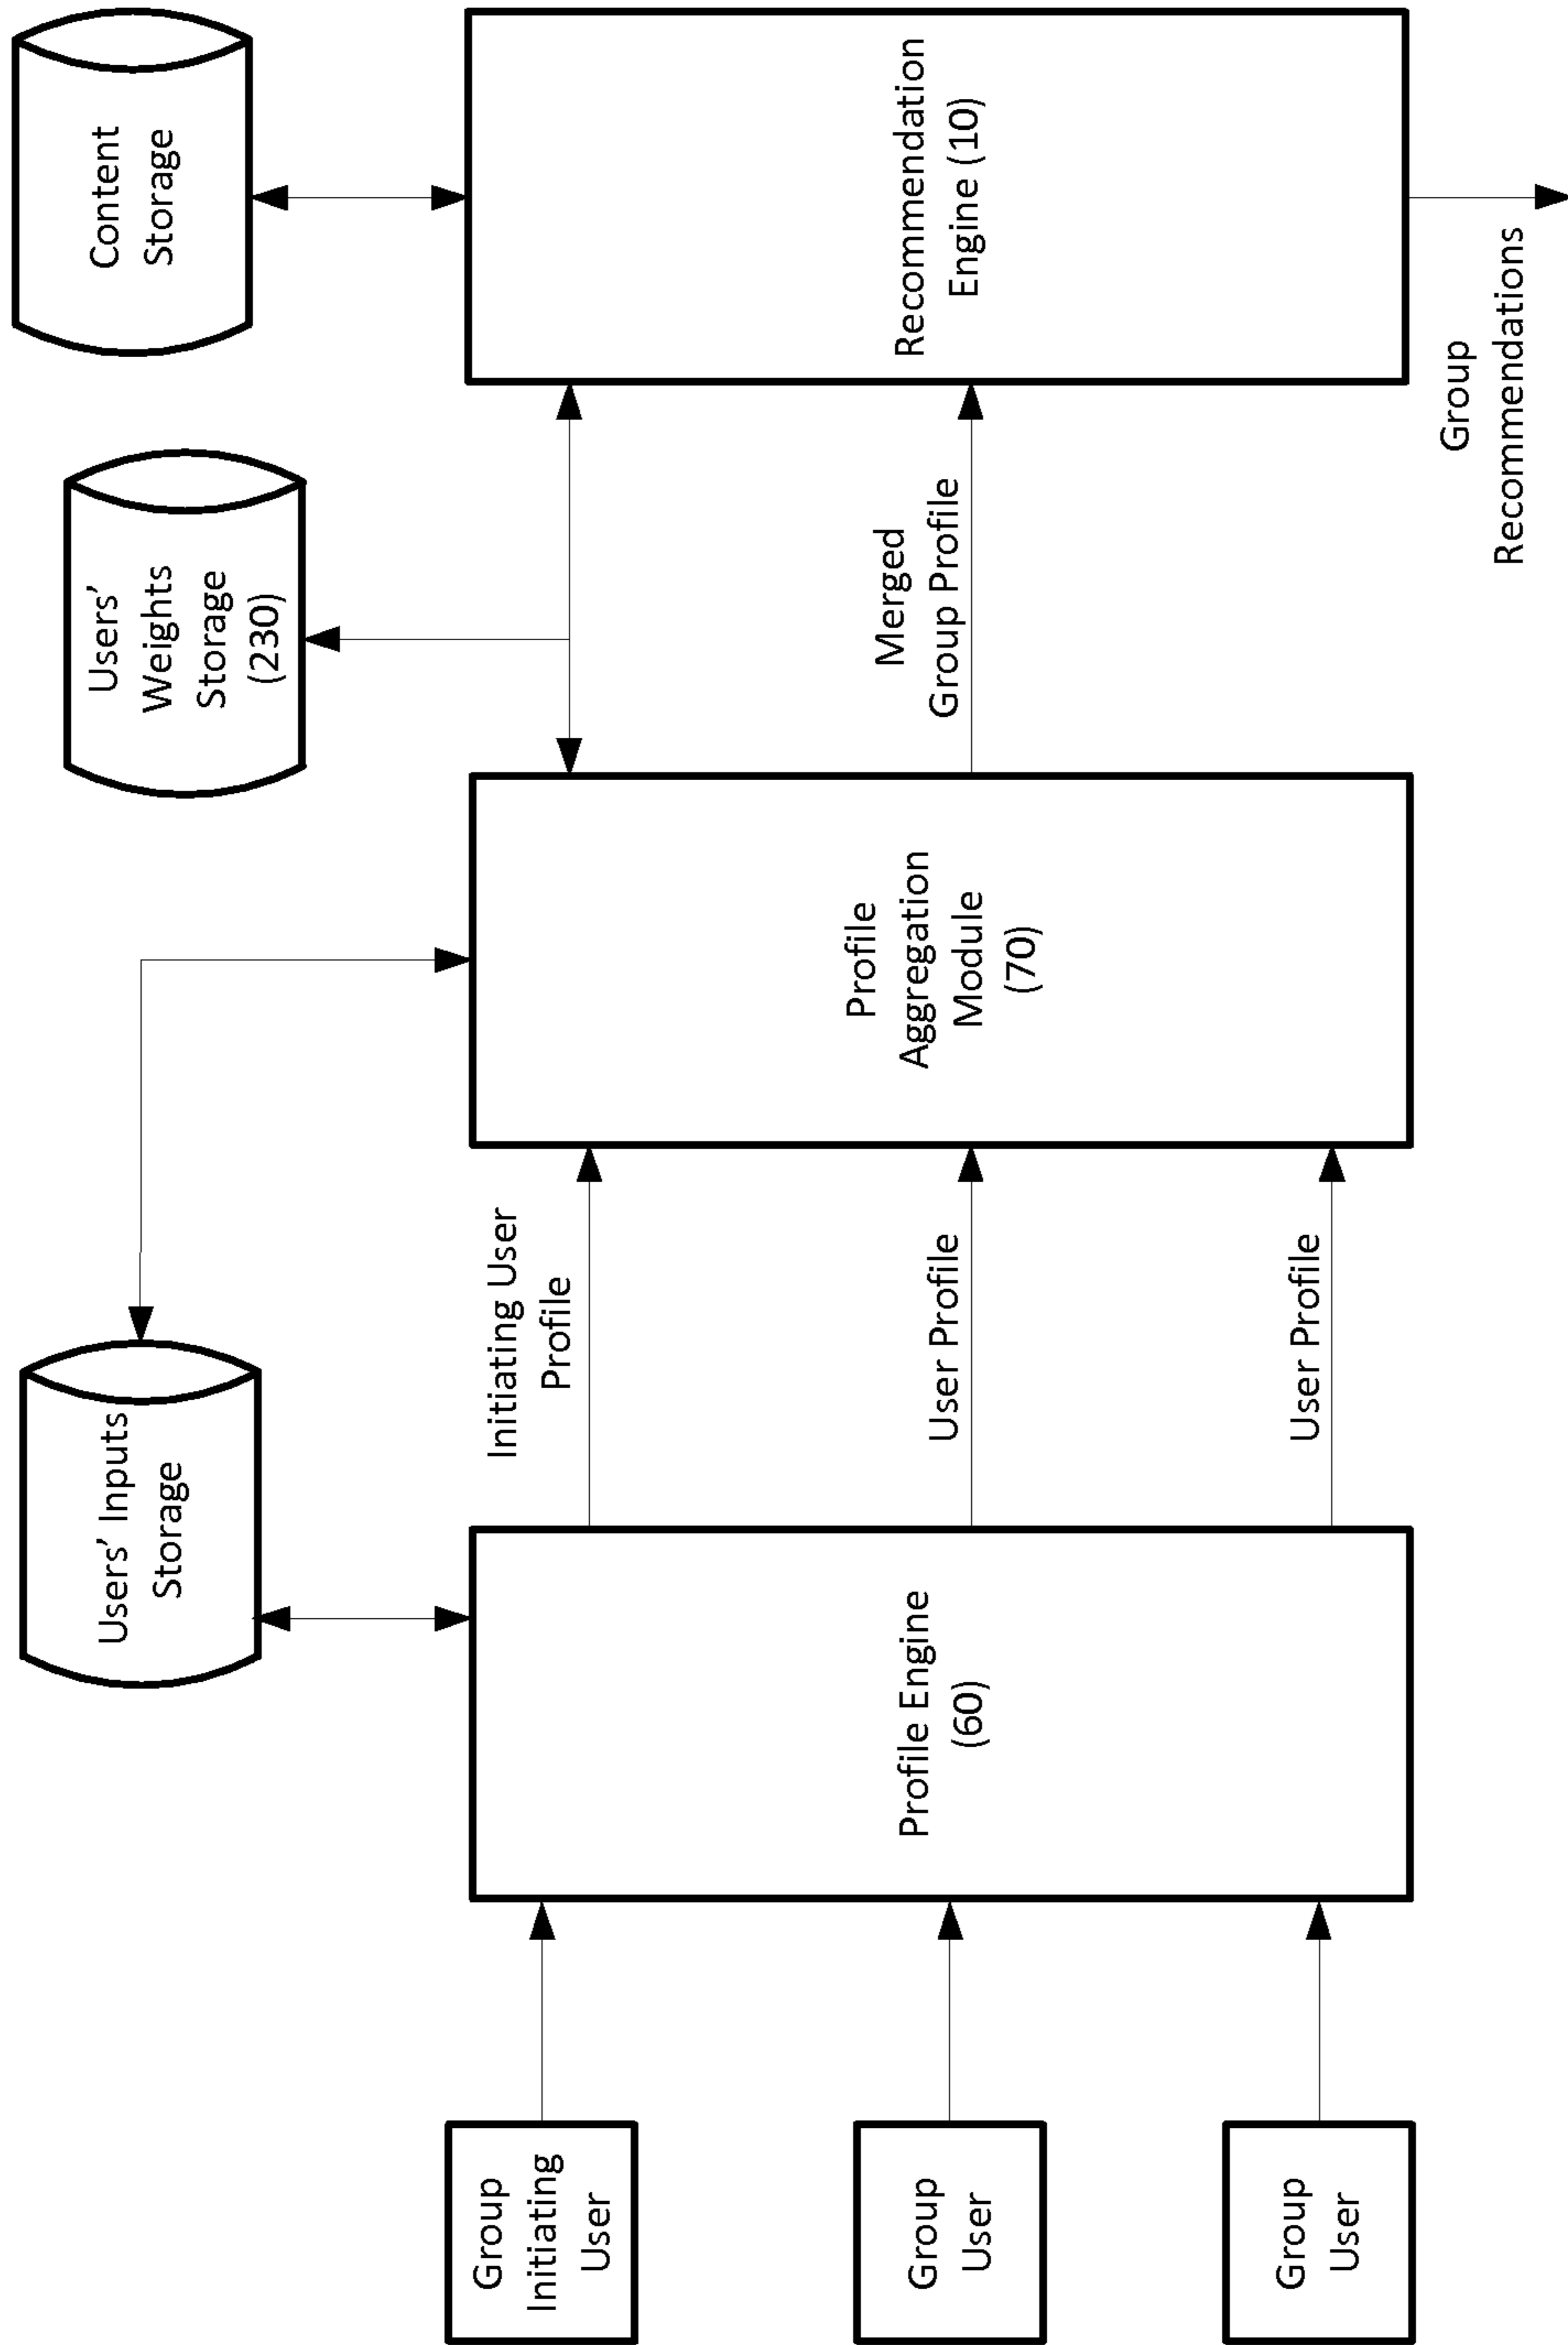 Users’ Inputs
Storage
Users’
Weights
Storage
(230)
Content
Storage
Group
Initiating
User
Group
User
Group
User
Profile Engine
(60)
Initiating User
Profile
User Profile
User Profile
Profile
Aggregation
Module
(70)
Merged
Group Profile
Recommendation
Engine (10)
Group
Recommendations